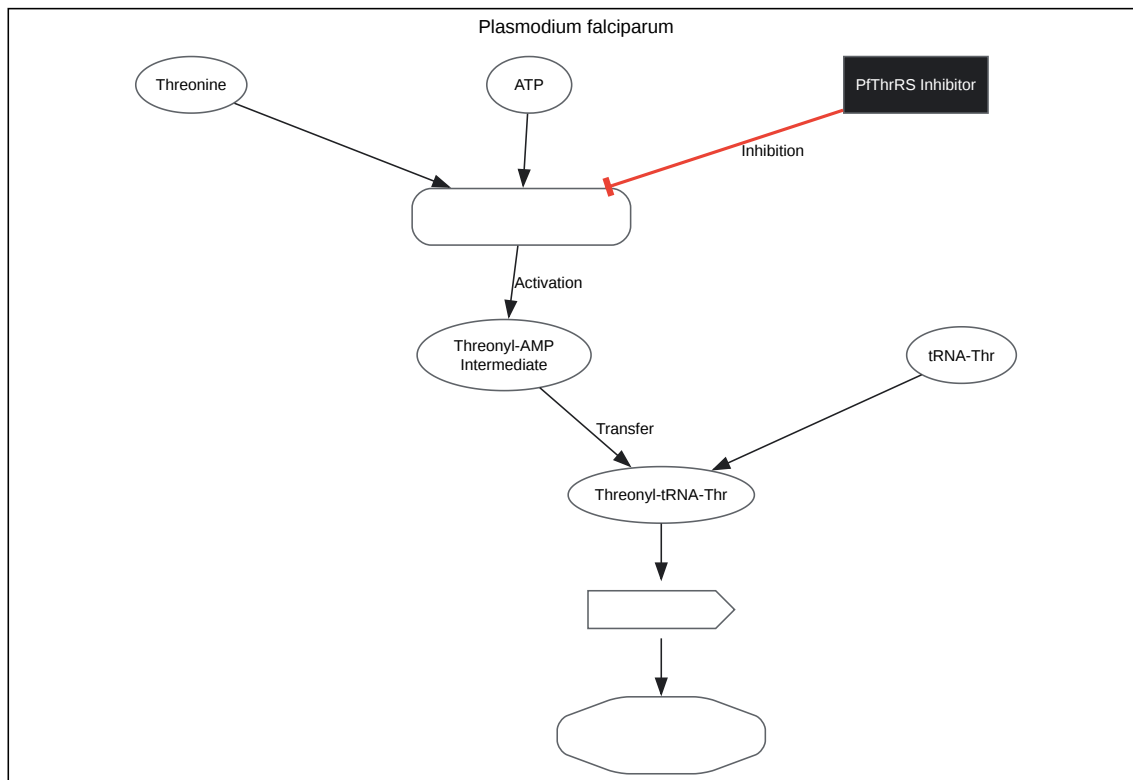 Plasmodium falciparum
Threonine
ATP
PfThrRS Inhibitor
Inhibition
Activation
Threonyl-AMP
Intermediate
tRNA-Thr
Transfer
Threonyl-tRNA-Thr